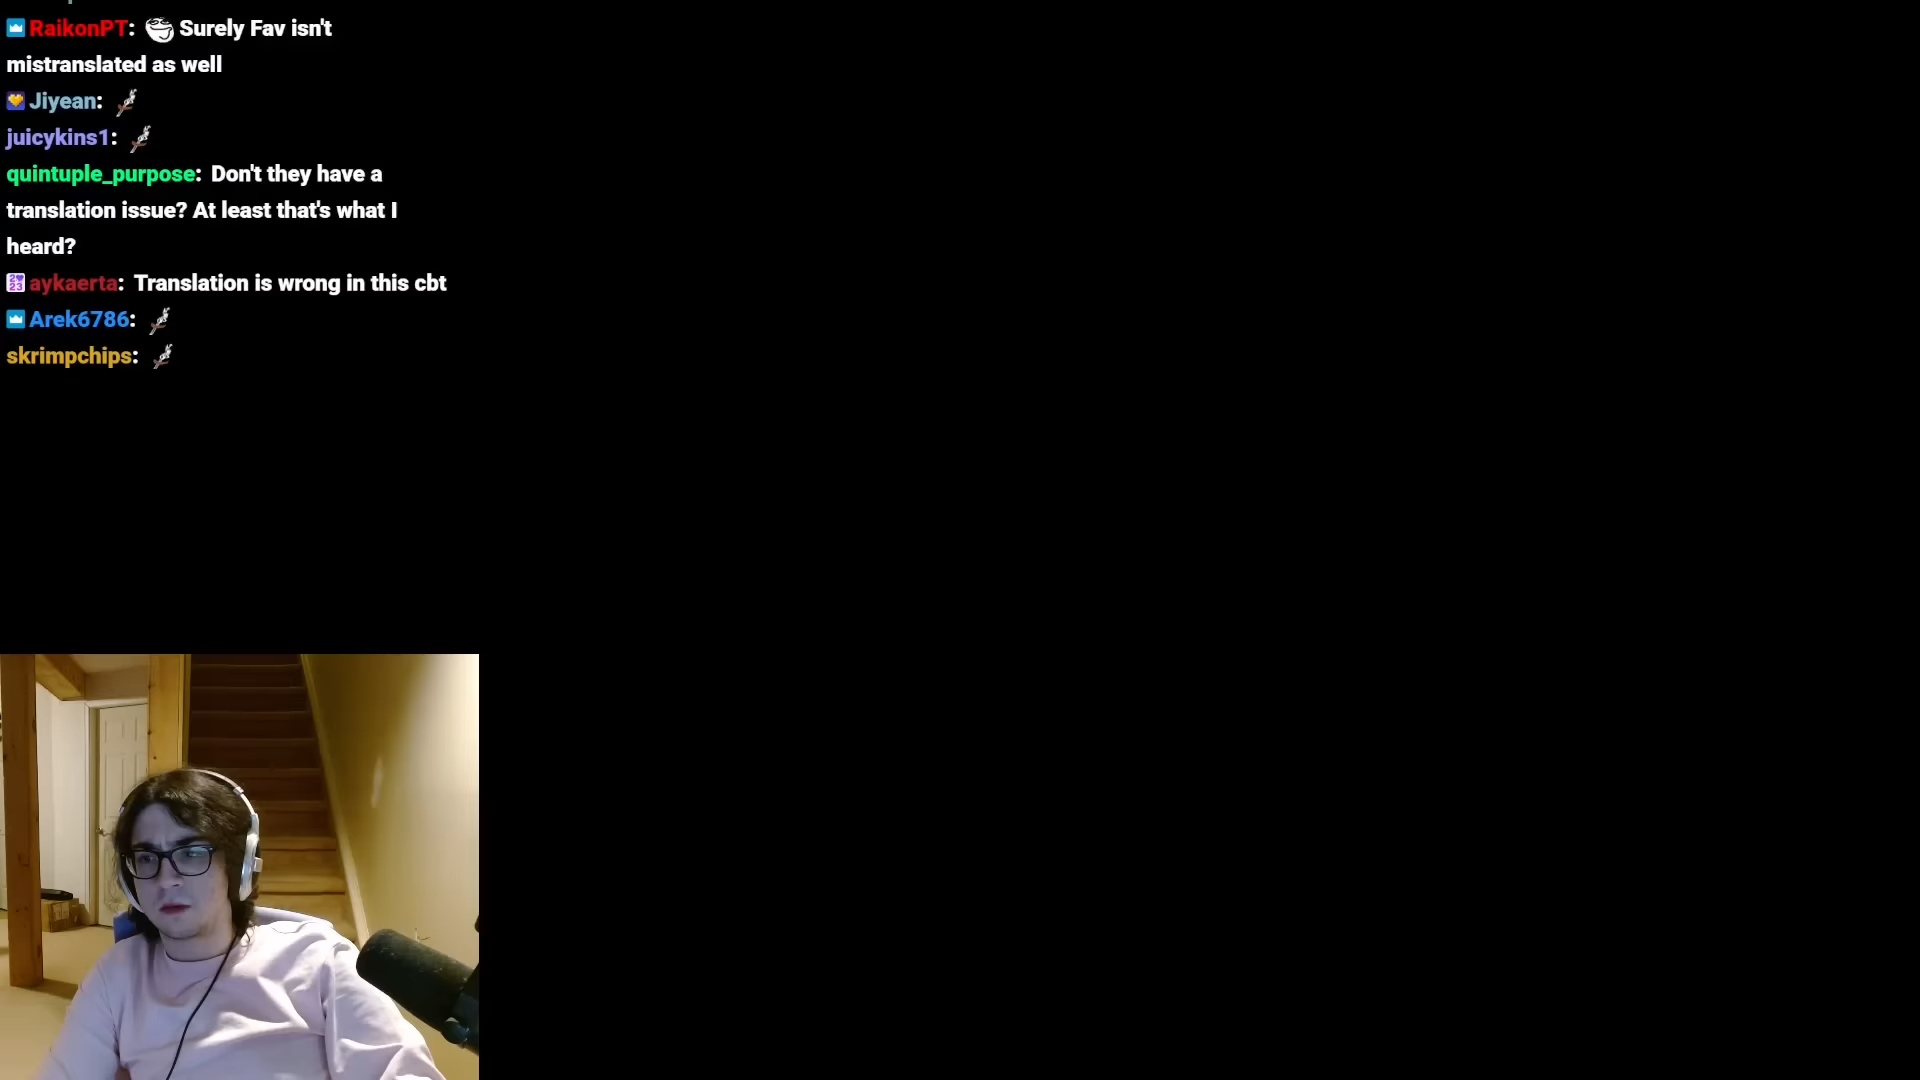 RaikonPT: Surely Fav isn't
mistranslated as well
Jiyean:
juicykins1:
quintuple_purpose: Don't they have a
translation issue? At least that's what I
heard?
aykaerta: Translation is wrong in this cbt
Arek6786:
skrimpchips: